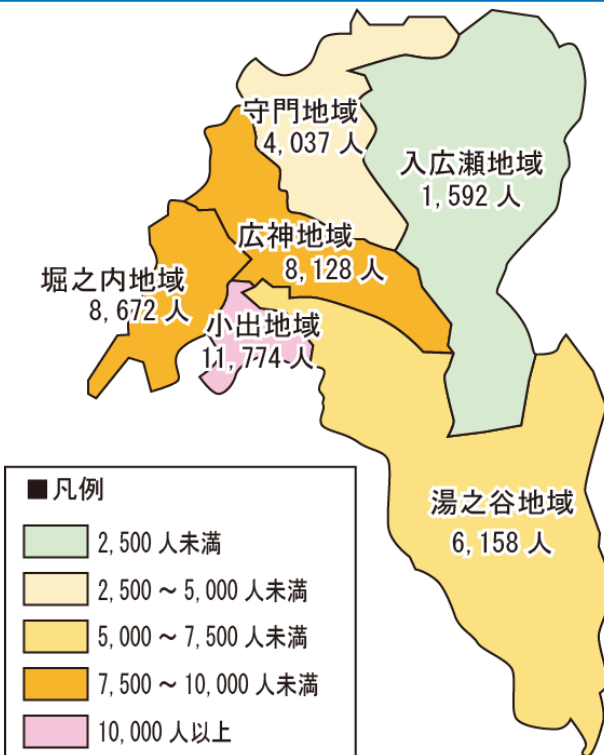 守門地域
4,037 人
入広瀬地域
1,592 人
広神地域
8,128 人
堀之内地域
8,672 人
小出地域
11,774 人
湯之谷地域
6,158 人
■凡例
2,500 人未満
2,500 ～ 5,000 人未満
5,000 ～ 7,500 人未満
7,500 ～ 10,000 人未満
10,000 人以上